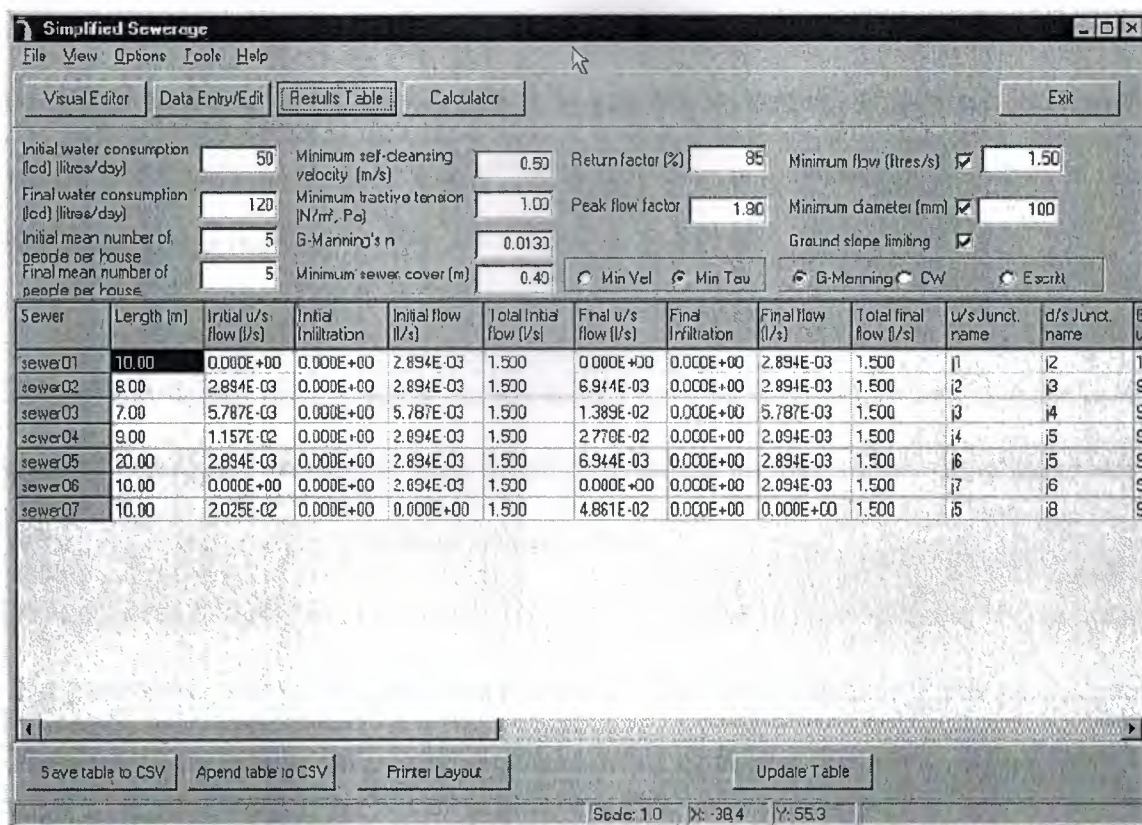 Simplified Sewerage
File View Options Tools Help
Visual Editor Data Entry/Edit Results Table Calculator Exit
Initial water consumption (lcd) (litres/day) 50
Final water consumption (lcd) (litres/day) 120
Initial mean number of people per house 5
Final mean number of people per house 5
Minimum self-cleansing velocity (m/s) 0.50
Minimum tractive tension (N/m², Pa) 1.00
G-Manning's n 0.0130
Minimum sewer cover (m) 0.40
Return factor (%) 85
Peak flow factor 1.80
Min Vel Min Tau
Minimum flow (litres/s) 1.50
Minimum diameter (mm) 100
Ground slope limiting
G-Manning CW Escritt
Sewer Length (m) Initial u/s flow (l/s) Initial Infiltration Initial flow (l/s) Total Initial flow (l/s) Final u/s flow (l/s) Final Infiltration Final flow (l/s) Total final flow (l/s) u/s Junct. name d/s Junct. name
sewer01 10.00 0.000E+00 0.000E+00 2.894E-03 1.500 0.000E+00 0.000E+00 2.894E-03 1.500 j1 j2
sewer02 8.00 2.894E-03 0.000E+00 2.894E-03 1.500 6.944E-03 0.000E+00 2.894E-03 1.500 j2 j3
sewer03 7.00 5.787E-03 0.000E+00 5.787E-03 1.500 1.389E-02 0.000E+00 5.787E-03 1.500 j3 j4
sewer04 9.00 1.157E-02 0.000E+00 2.894E-03 1.500 2.778E-02 0.000E+00 2.894E-03 1.500 j4 j5
sewer05 20.00 2.894E-03 0.000E+00 2.894E-03 1.500 6.944E-03 0.000E+00 2.894E-03 1.500 j6 j5
sewer06 10.00 0.000E+00 0.000E+00 2.894E-03 1.500 0.000E+00 0.000E+00 2.894E-03 1.500 j7 j6
sewer07 10.00 2.025E-02 0.000E+00 0.000E+00 1.500 4.861E-02 0.000E+00 0.000E+00 1.500 j5 j8
Save table to CSV Apend table to CSV Printer Layout Update Table
Scale: 1.0 X: -38.4 Y: 55.3